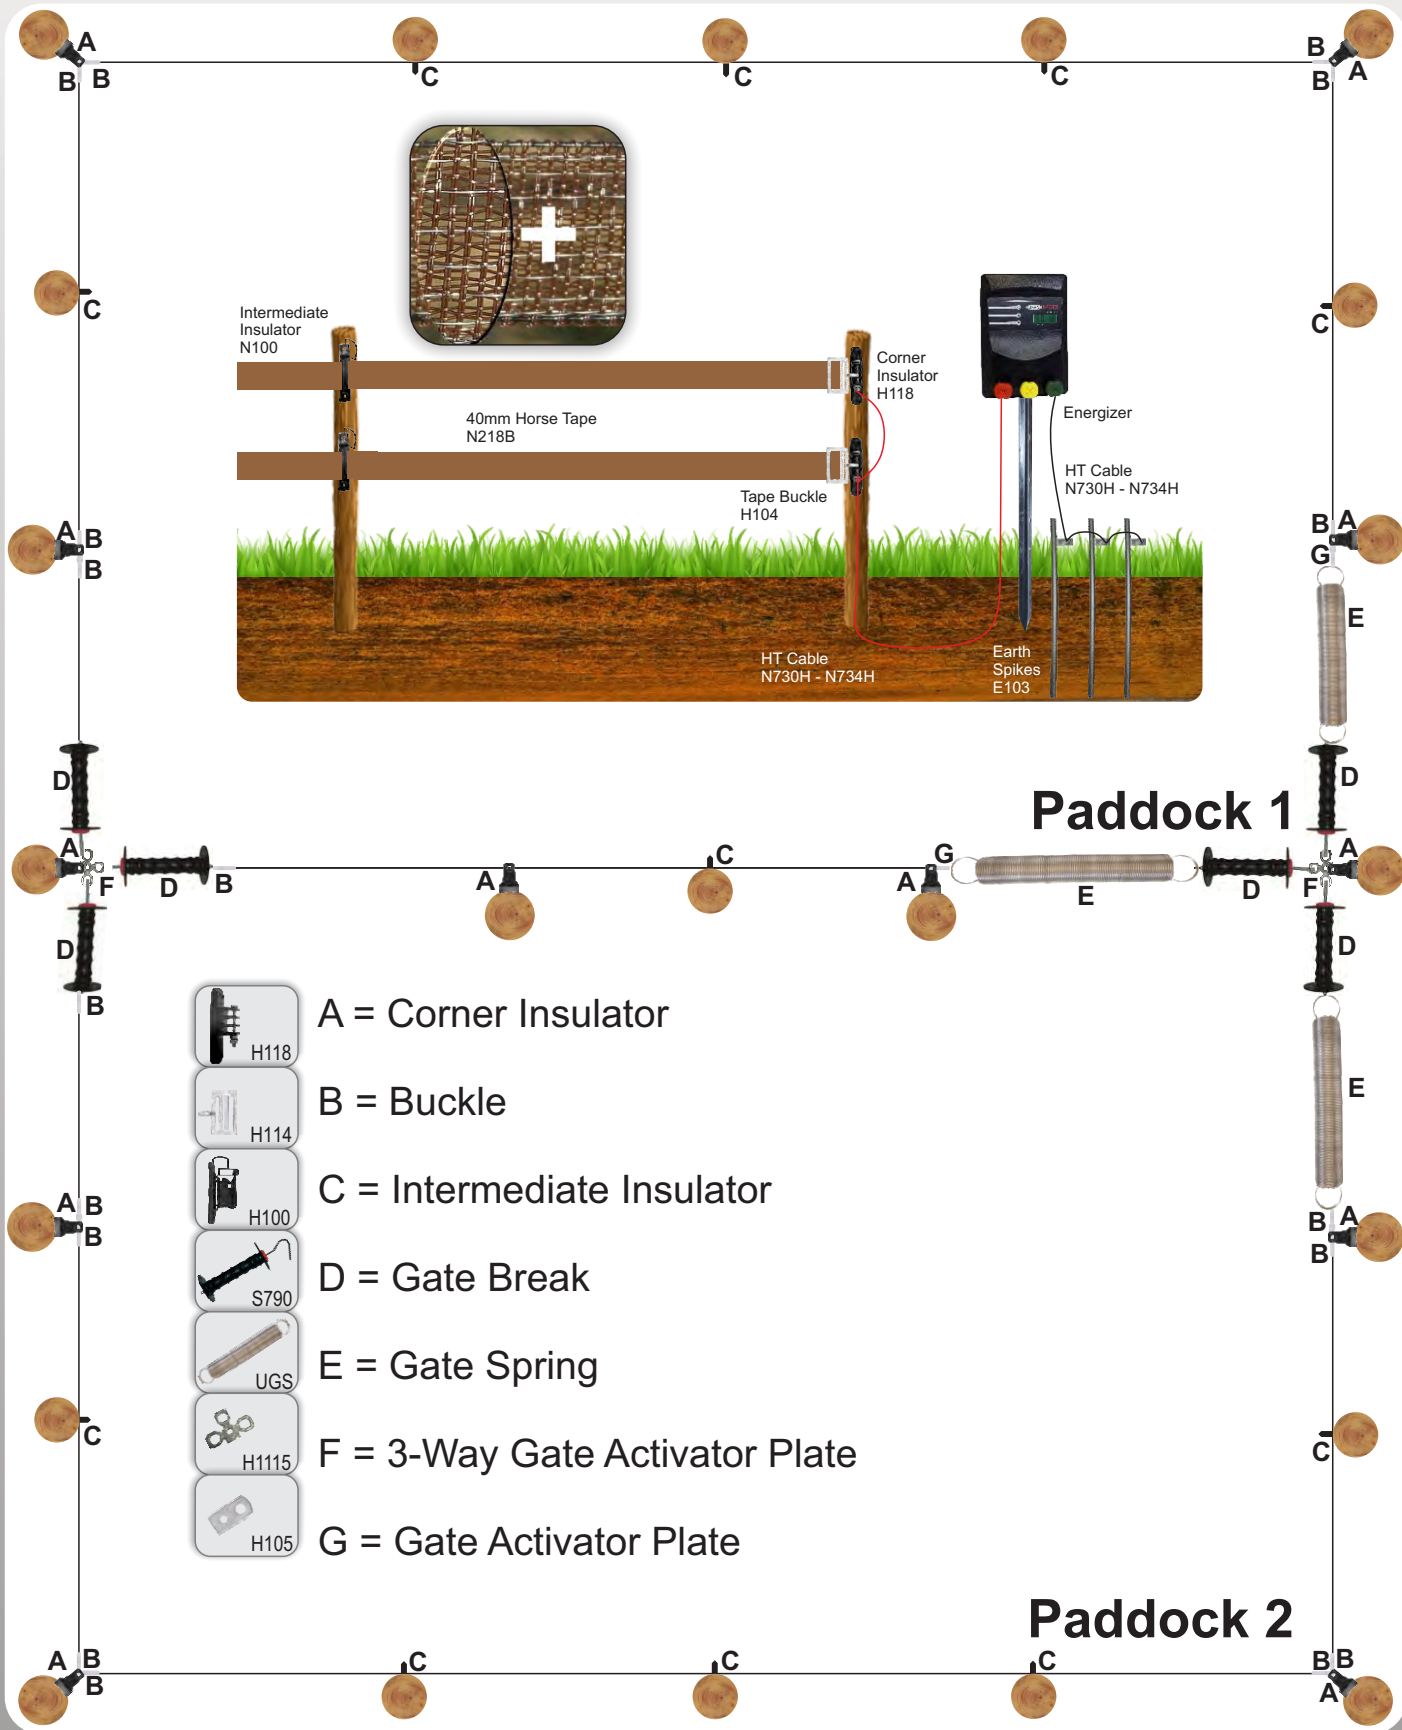 A
B
B
C
C
C
B
B
A
C
C
Intermediate
Insulator
N100
Corner
Insulator
H118
40mm Horse Tape
N218B
Energizer
HT Cable
N730H - N734H
Tape Buckle
H104
HT Cable
N730H - N734H
Earth
Spikes
E103
A
B
B
B
A
G
E
D
D
Paddock 1
A
F
D
B
A
C
G
A
E
D
F
A
D
B
D
E
H118
A = Corner Insulator
H114
B = Buckle
H100
C = Intermediate Insulator
S790
D = Gate Break
UGS
E = Gate Spring
H1115
F = 3-Way Gate Activator Plate
H105
G = Gate Activator Plate
A
B
B
B
A
B
C
C
Paddock 2
A
B
B
C
C
C
B
B
A